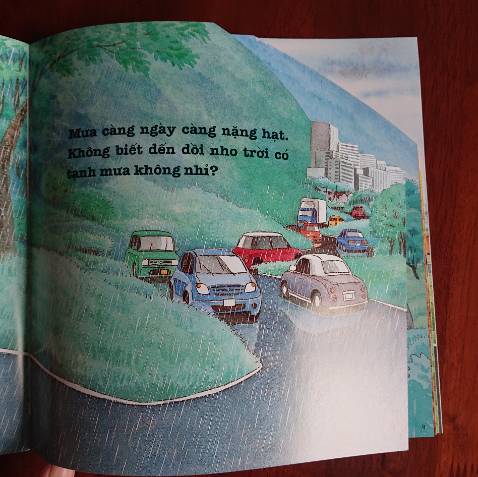 Mưa càng ngày càng nặng hạt.
Không biết đến đồi nho trời có
tạnh mưa không nhỉ?